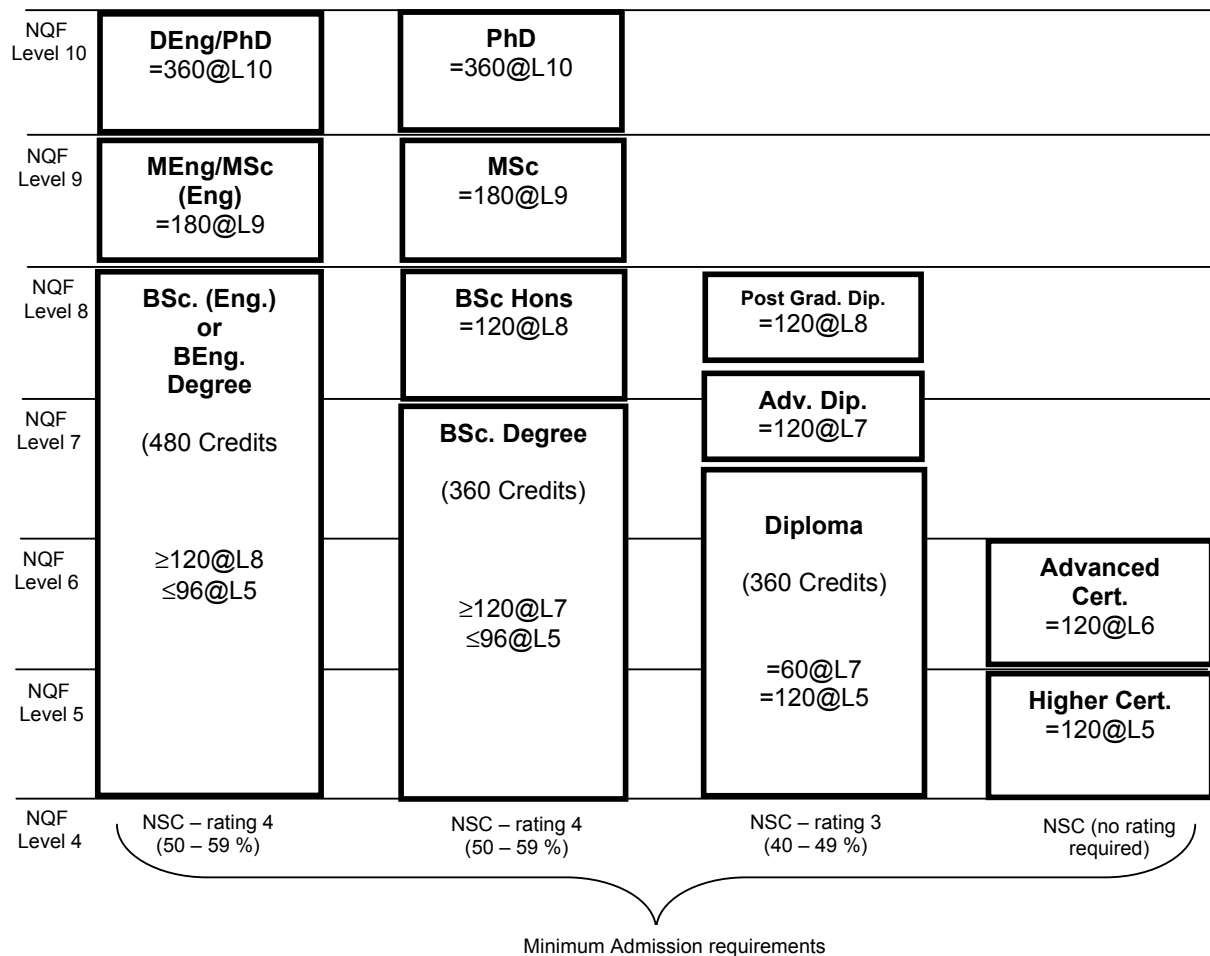 NQF
Level 10
DEng/PhD
=360@L10
PhD
=360@L10
NQF
Level 9
MEng/MSc
(Eng)
=180@L9
MSc
=180@L9
NQF
Level 8
BSc. (Eng.)
or
BEng.
Degree
(480 Credits
≥120@L8
≤96@L5
BSc Hons
=120@L8
Post Grad. Dip.
=120@L8
NQF
Level 7
BSc. Degree
(360 Credits)
≥120@L7
≤96@L5
Adv. Dip.
=120@L7
Diploma
(360 Credits)
=60@L7
=120@L5
NQF
Level 6
Advanced
Cert.
=120@L6
NQF
Level 5
Higher Cert.
=120@L5
NQF
Level 4
NSC – rating 4
(50 – 59 %)
NSC – rating 4
(50 – 59 %)
NSC – rating 3
(40 – 49 %)
NSC (no rating
required)
Minimum Admission requirements